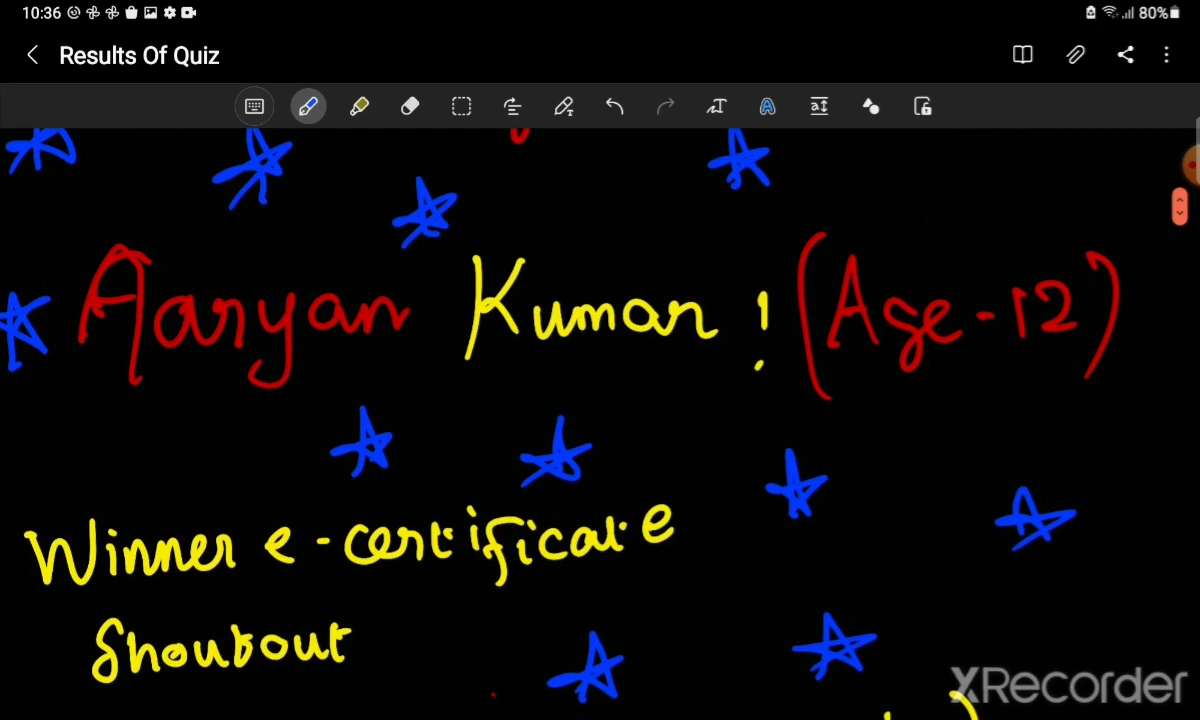 10:36 80%
Results Of Quiz
Aaryan Kumar ! (Age-12)
Winner e-certificate
Shoutout
XRecorder